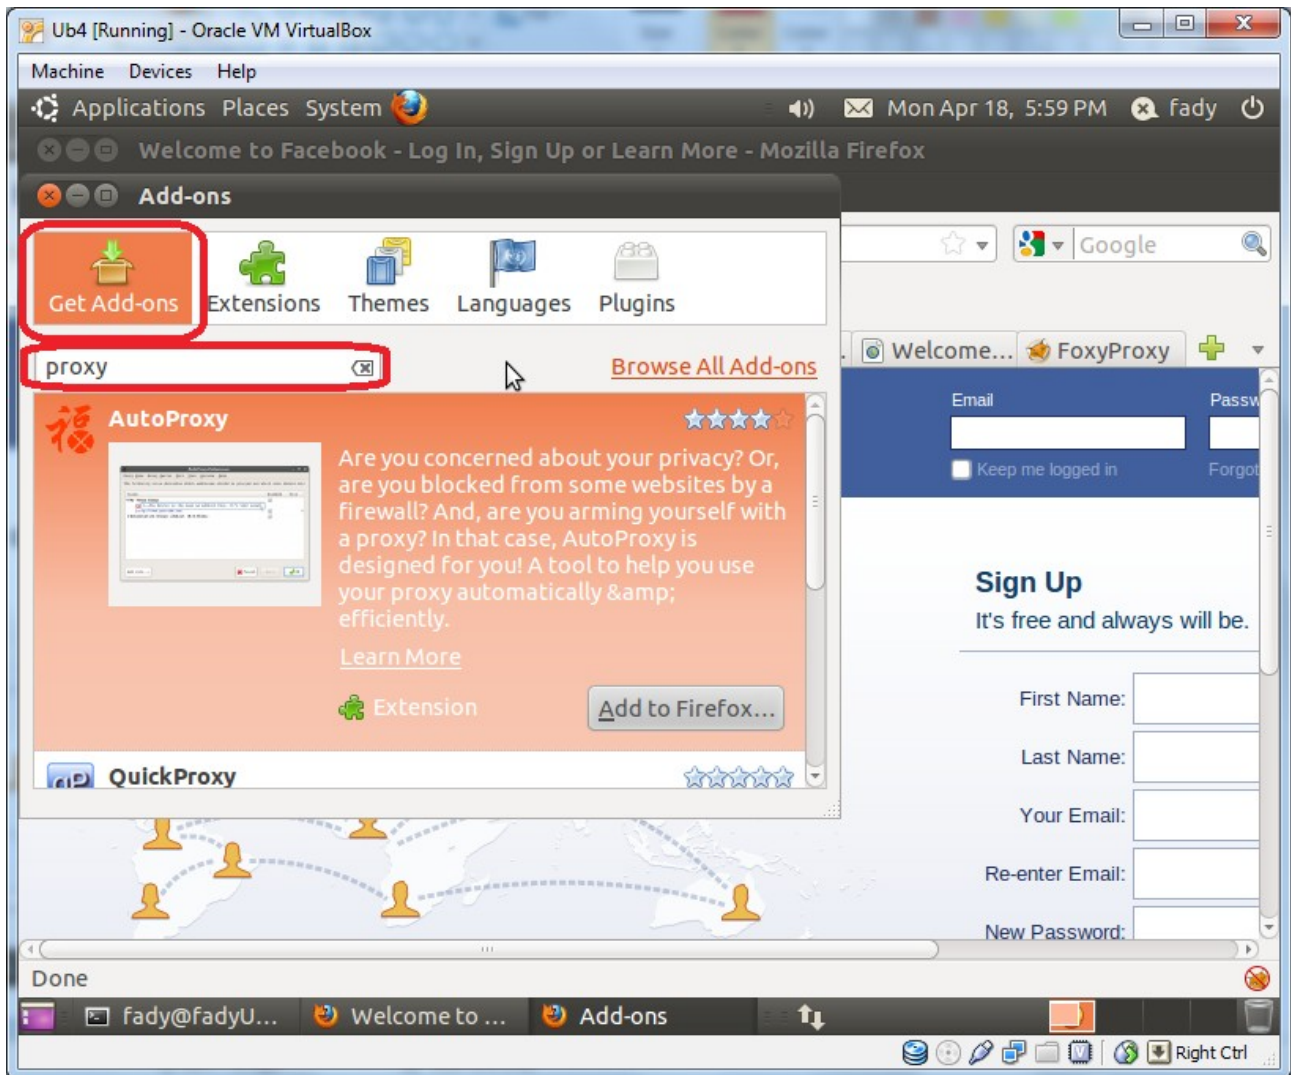 Ub4 [Running] - Oracle VM VirtualBox
Machine Devices Help
Applications Places System Mon Apr 18, 5:59 PM fady
Welcome to Facebook - Log In, Sign Up or Learn More - Mozilla Firefox
Add-ons
Google
Get Add-ons Extensions Themes Languages Plugins
Welcome... FoxyProxy
proxy Browse All Add-ons
福
AutoProxy
Are you concerned about your privacy? Or,
are you blocked from some websites by a
firewall? And, are you arming yourself with
a proxy? In that case, AutoProxy is
designed for you! A tool to help you use
your proxy automatically &amp;
efficiently.
Learn More
Extension Add to Firefox...
QuickProxy
Email Passw
Keep me logged in Forgot
Sign Up
It's free and always will be.
First Name:
Last Name:
Your Email:
Re-enter Email:
New Password:
Done
fady@fadyU... Welcome to ... Add-ons
Right Ctrl